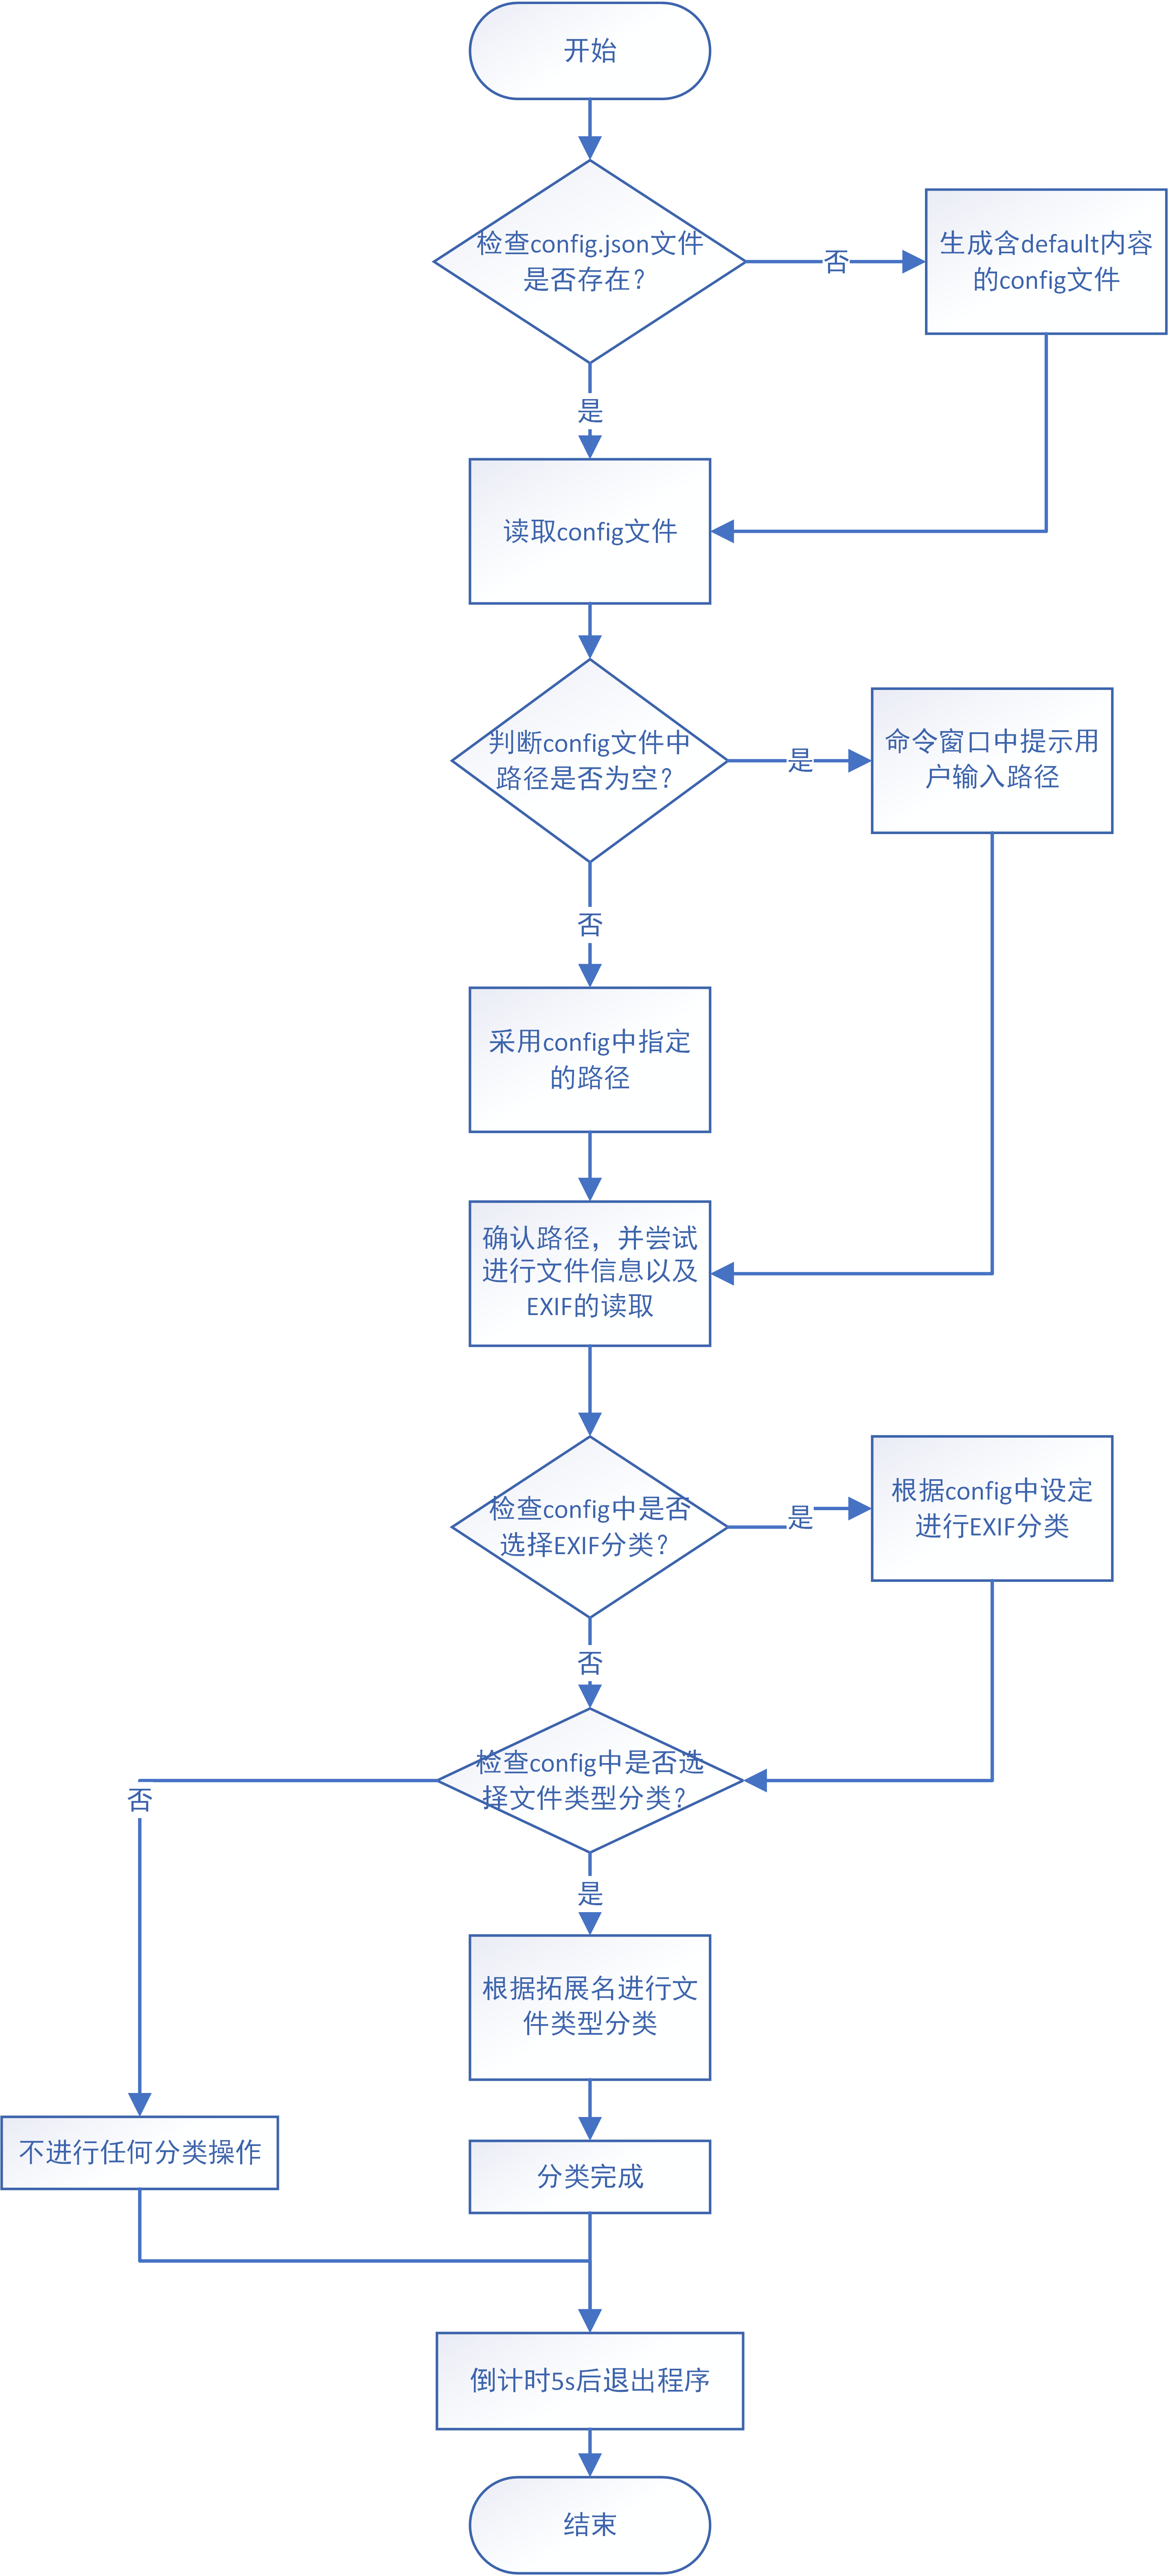 开始
检查config.json文件
是否存在？
否
生成含default内容
的config文件
是
读取config文件
判断config文件中
路径是否为空？
是
命令窗口中提示用
户输入路径
否
采用config中指定
的路径
确认路径，并尝试
进行文件信息以及
EXIF的读取
检查config中是否
选择EXIF分类？
是
根据config中设定
进行EXIF分类
否
检查config中是否选
择文件类型分类？
否
是
根据拓展名进行文
件类型分类
不进行任何分类操作
分类完成
倒计时5s后退出程序
结束